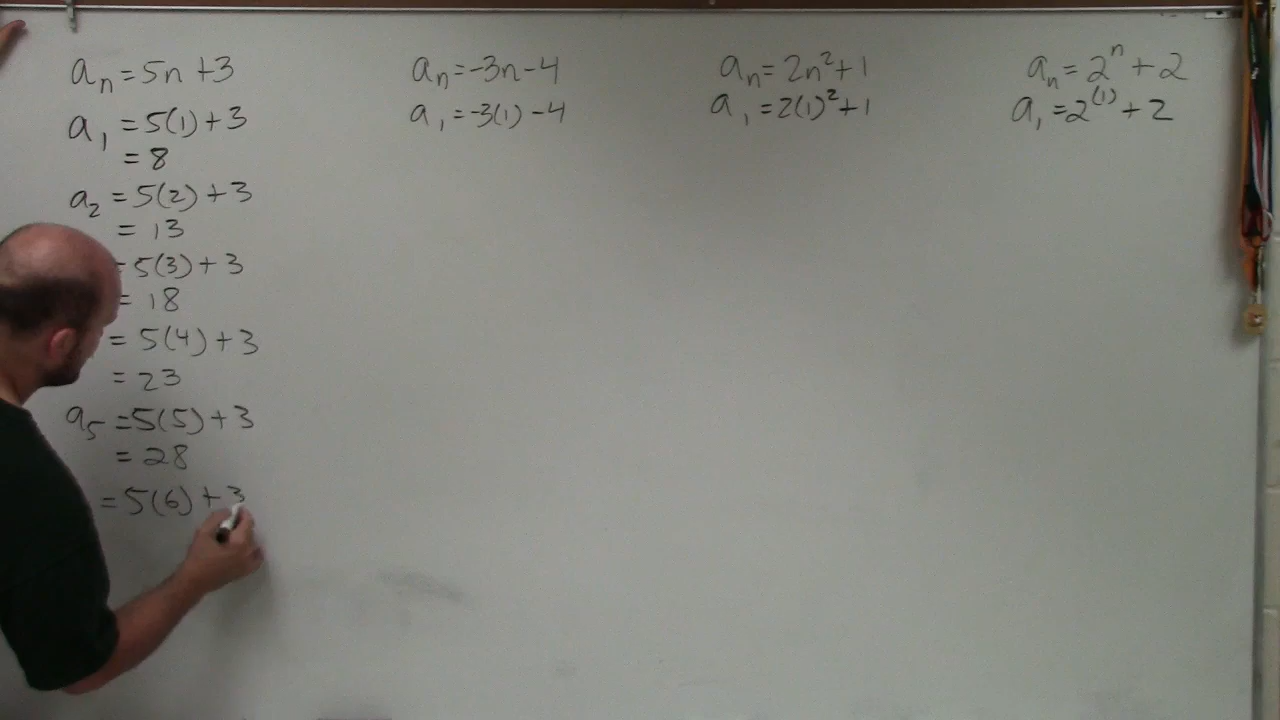 aₙ = 5n + 3
a₁ = 5(1) + 3
= 8
a₂ = 5(2) + 3
= 13
= 5(3) + 3
= 18
= 5(4) + 3
= 23
a₅ = 5(5) + 3
= 28
= 5(6) + 3
aₙ = -3n - 4
a₁ = -3(1) - 4
aₙ = 2n² + 1
a₁ = 2(1)² + 1
aₙ = 2ⁿ + 2
a₁ = 2⁽¹⁾ + 2